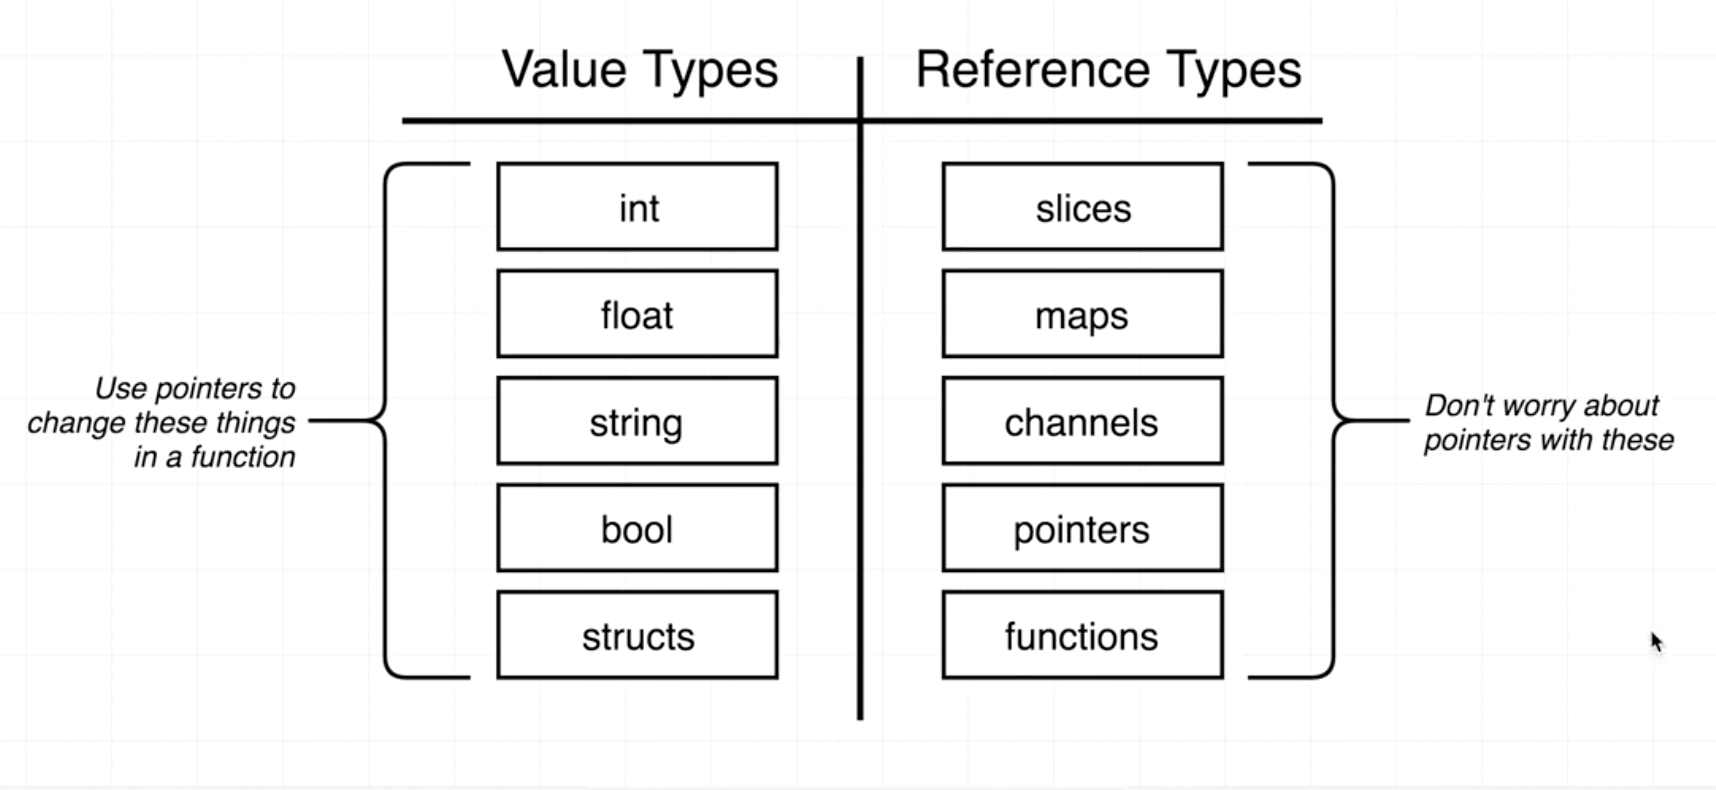 Value Types
Reference Types
int
slices
float
maps
Use pointers to
change these things
in a function
string
channels
Don't worry about
pointers with these
bool
pointers
structs
functions